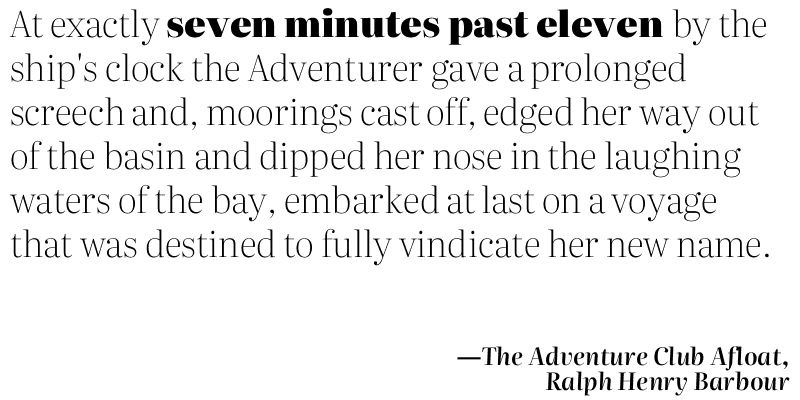 At exactly seven minutes past eleven by the
ship's clock the Adventurer gave a prolonged
screech and, moorings cast off, edged her way out
of the basin and dipped her nose in the laughing
waters of the bay, embarked at last on a voyage
that was destined to fully vindicate her new name.
—The Adventure Club Afloat,
Ralph Henry Barbour